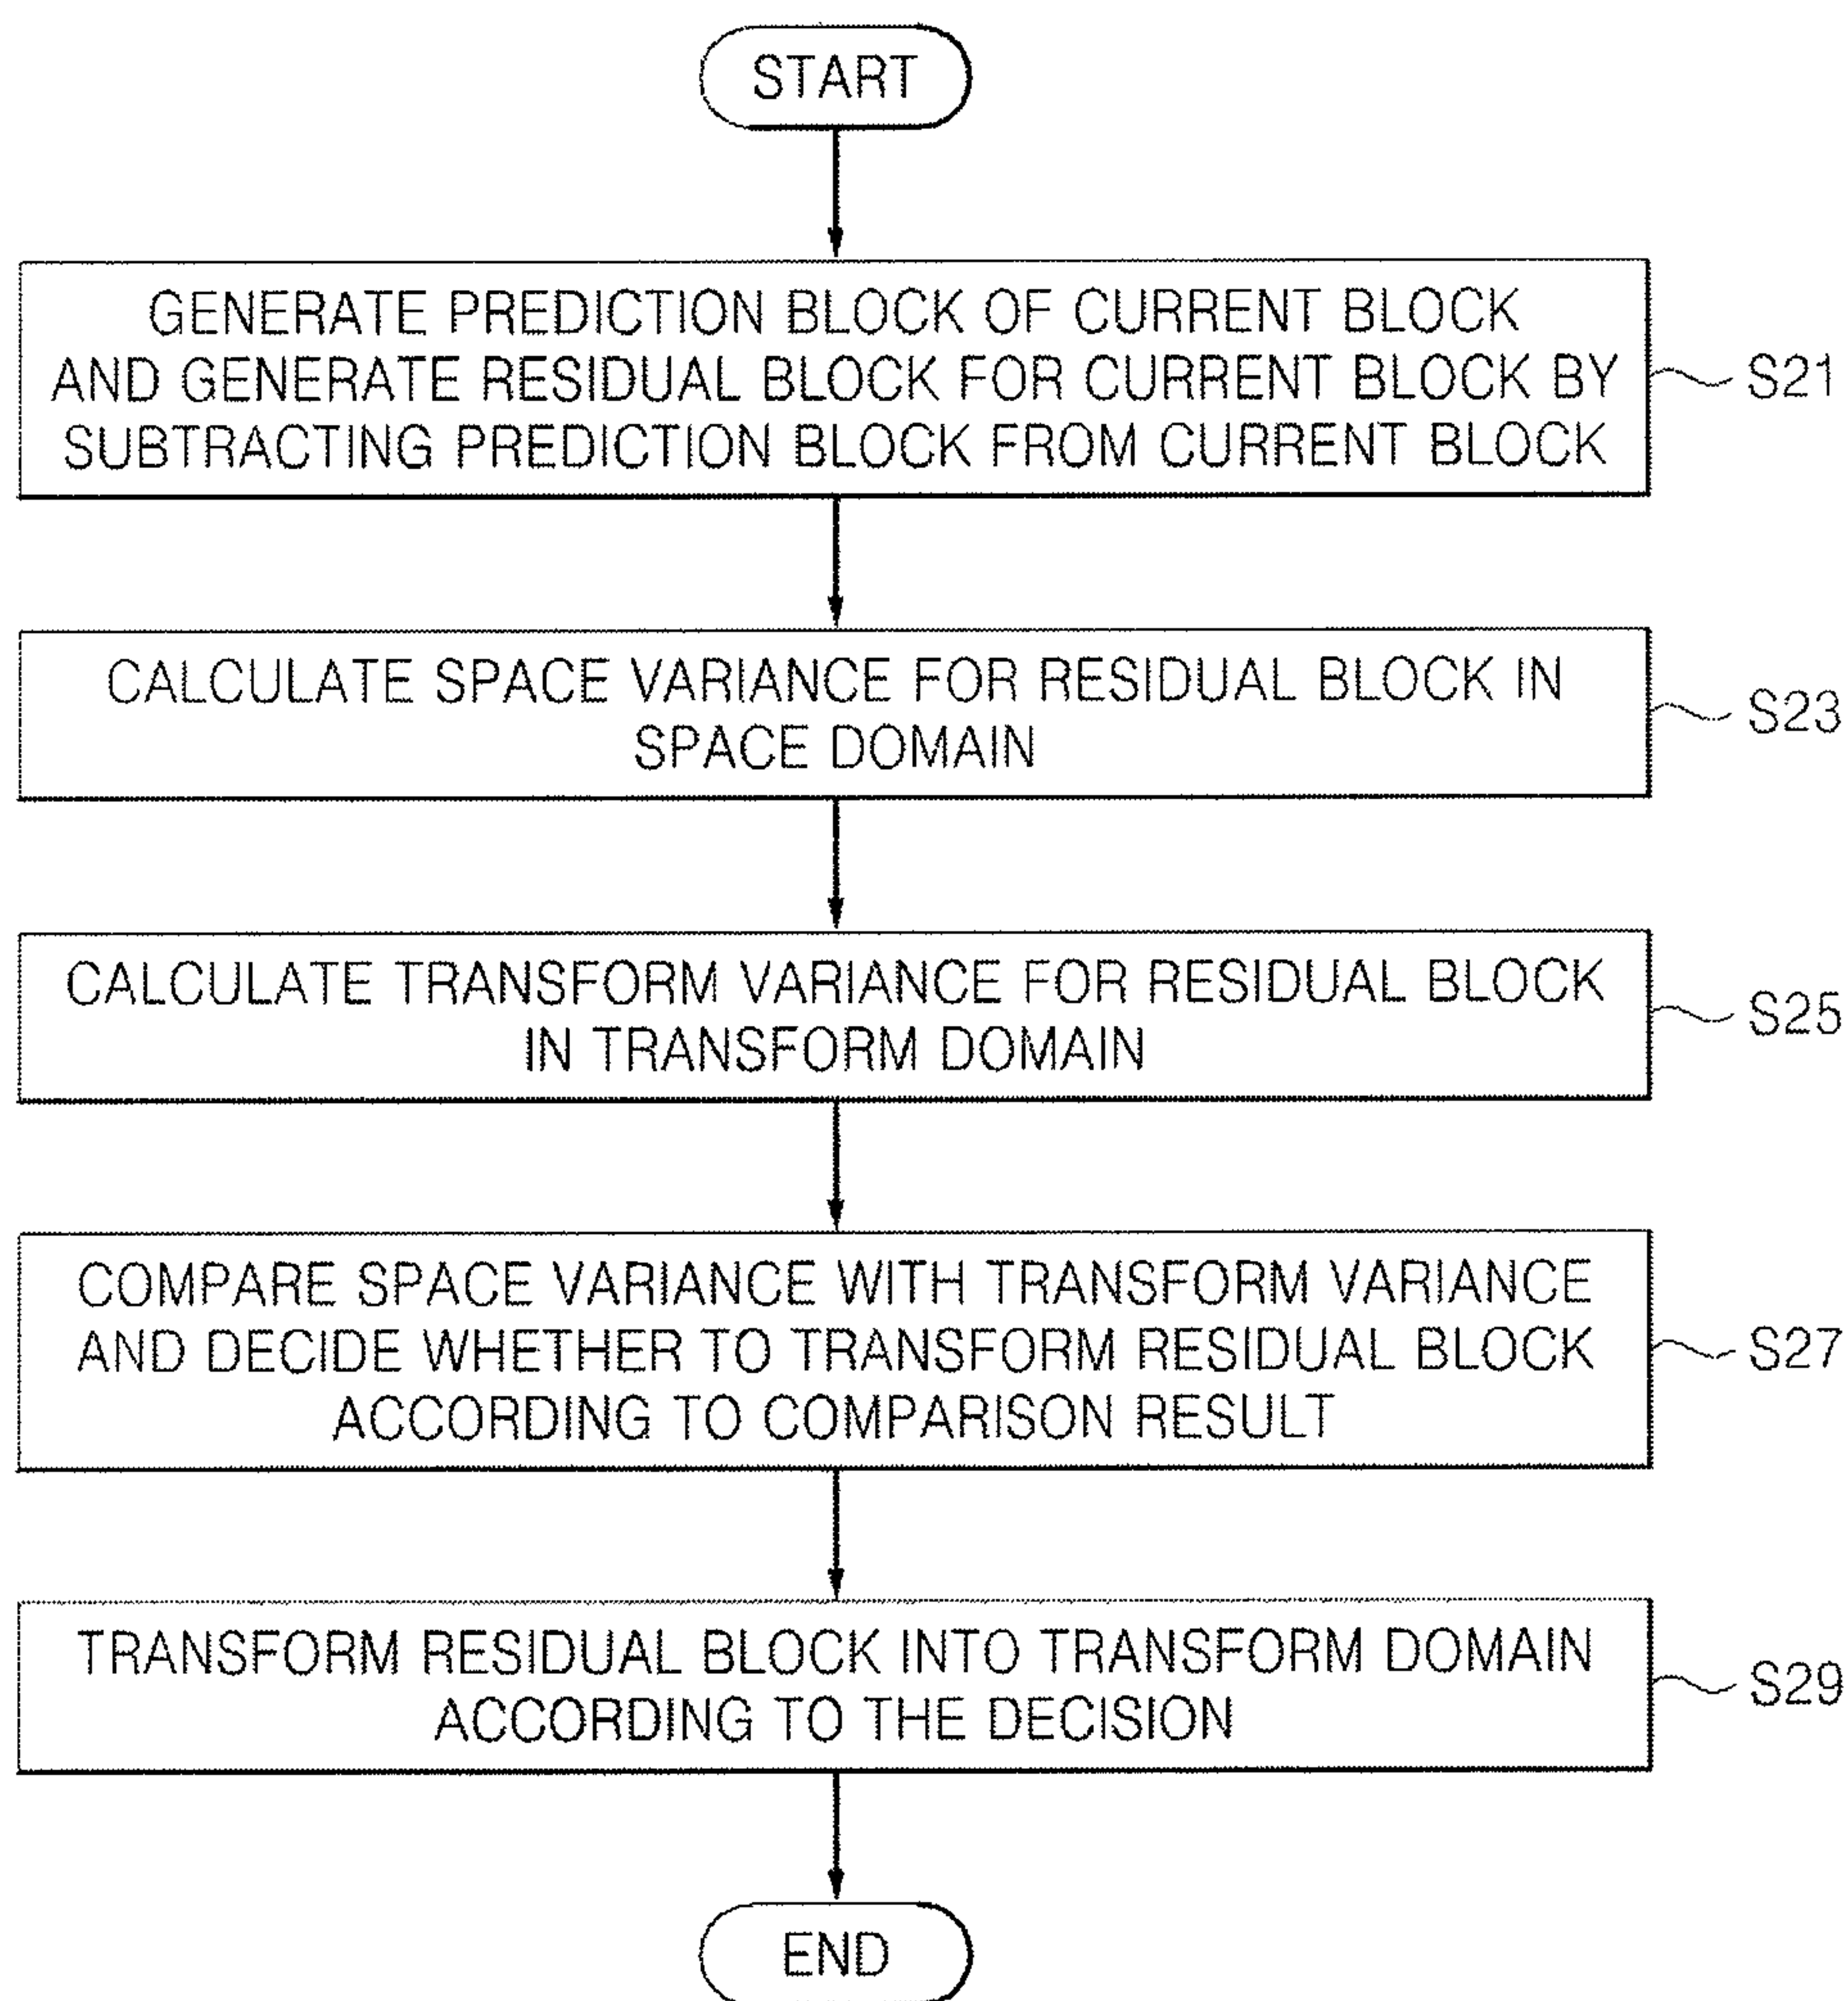 START
GENERATE PREDICTION BLOCK OF CURRENT BLOCK
AND GENERATE RESIDUAL BLOCK FOR CURRENT BLOCK BY
SUBTRACTING PREDICTION BLOCK FROM CURRENT BLOCK
S21
CALCULATE SPACE VARIANCE FOR RESIDUAL BLOCK IN
SPACE DOMAIN
S23
CALCULATE TRANSFORM VARIANCE FOR RESIDUAL BLOCK
IN TRANSFORM DOMAIN
S25
COMPARE SPACE VARIANCE WITH TRANSFORM VARIANCE
AND DECIDE WHETHER TO TRANSFORM RESIDUAL BLOCK
ACCORDING TO COMPARISON RESULT
S27
TRANSFORM RESIDUAL BLOCK INTO TRANSFORM DOMAIN
ACCORDING TO THE DECISION
S29
END